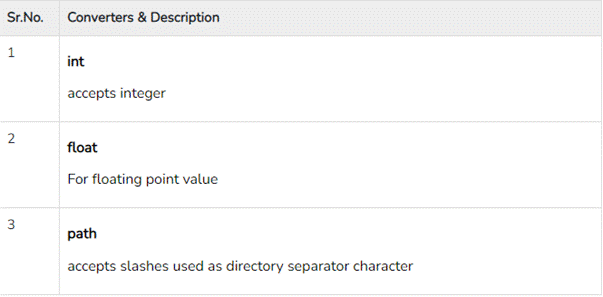 Sr.No. Converters & Description
1
int
accepts integer
2
float
For floating point value
3
path
accepts slashes used as directory separator character